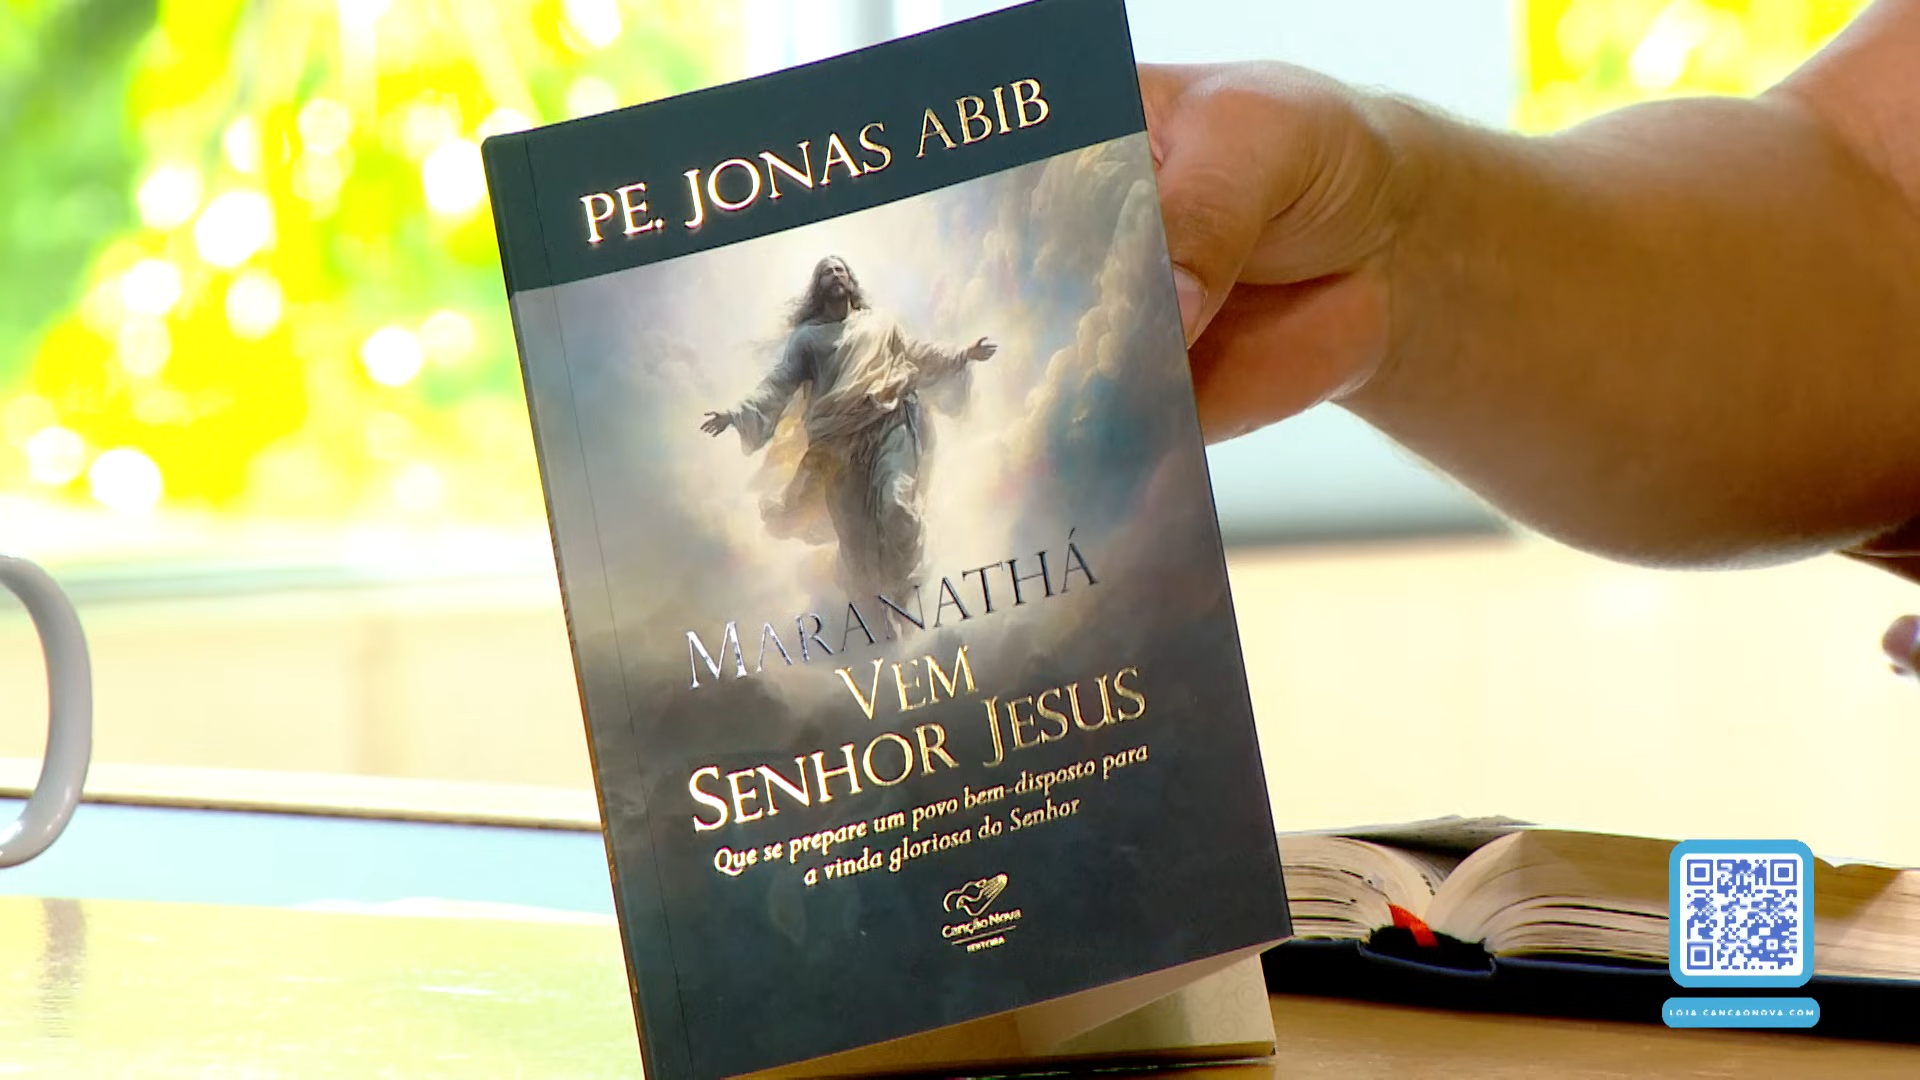 PE. JONAS ABIB
MARANATHÁ
VEM
SENHOR JESUS
Que se prepare um povo bem-disposto para
a vinda gloriosa do Senhor
Canção Nova
EDITORA
LOJA.CANCAONOVA.COM